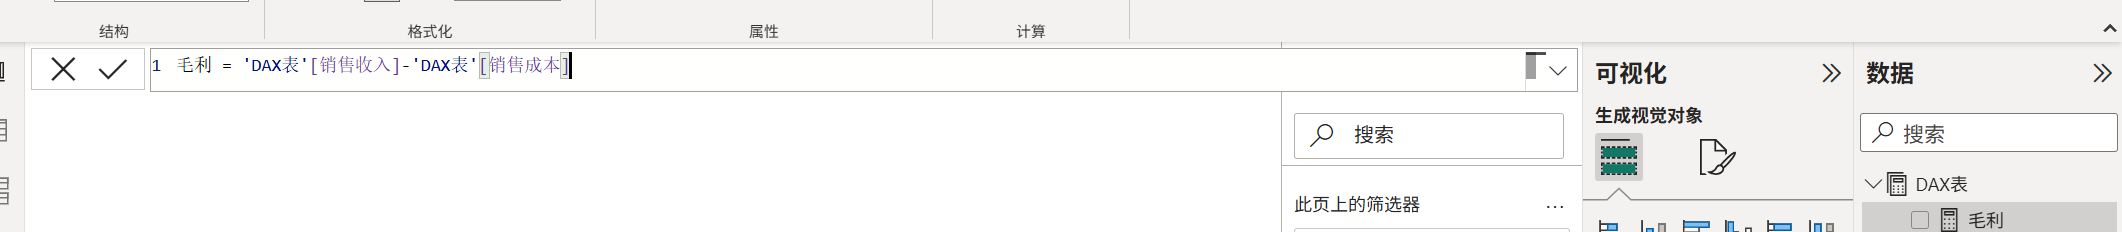 结构
格式化
属性
计算
1 毛利 = 'DAX表'[销售收入]-'DAX表'[销售成本]
可视化
数据
生成视觉对象
搜索
搜索
DAX表
此页上的筛选器
...
毛利